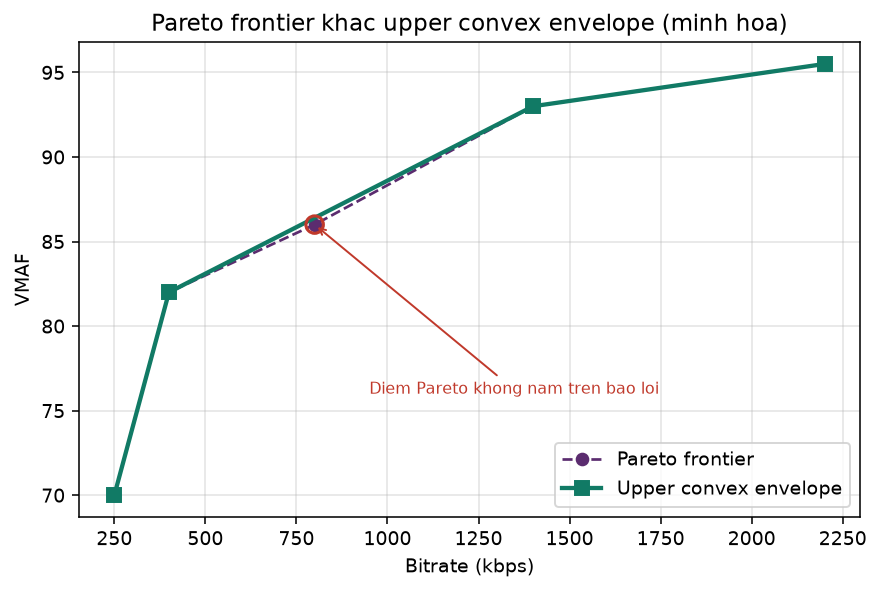 Pareto frontier khac upper convex envelope (minh hoa)
95
90
85
80
75
70
VMAF
Diem Pareto khong nam tren bao loi
Pareto frontier
Upper convex envelope
250 500 750 1000 1250 1500 1750 2000 2250
Bitrate (kbps)